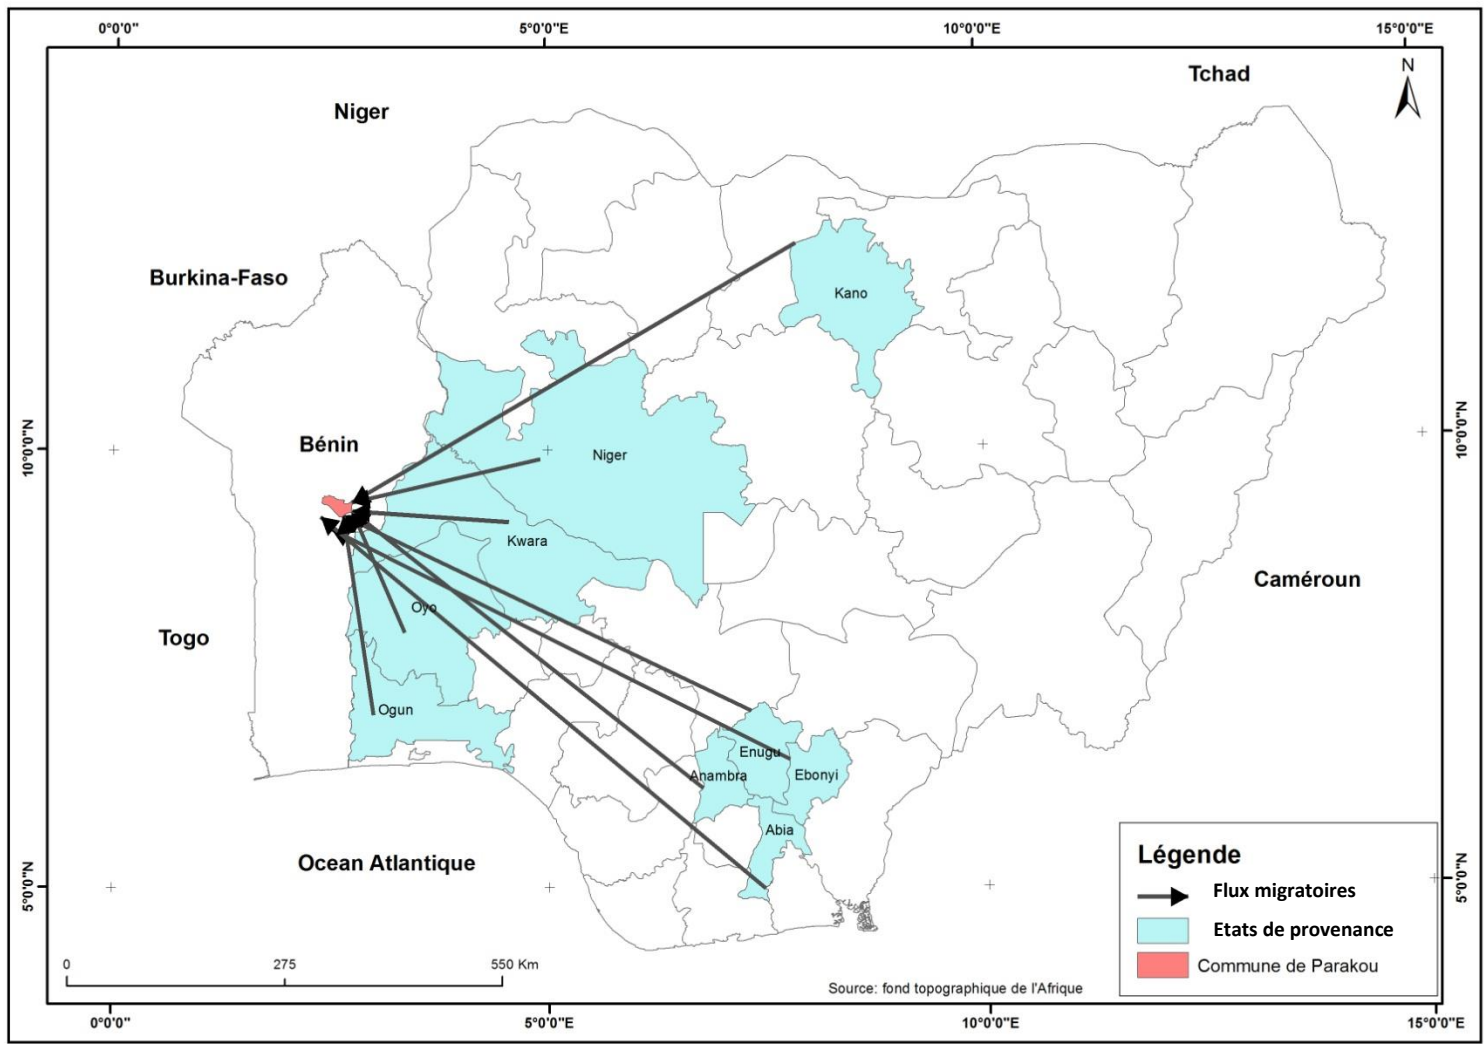 0°0'0" 5°0'0"E 10°0'0"E 15°0'0"E
Tchad
N
Niger
Burkina-Faso
Kano
10°0'0"N
10°0'0"N
Bénin
Niger
Kwara
Caméroun
Oyo
Togo
Ogun
Enugu
Anambra
Ebonyi
Abia
Ocean Atlantique
5°0'0"N
5°0'0"N
Légende
Flux migratoires
Etats de provenance
Commune de Parakou
0 275 550 Km
Source: fond topographique de l'Afrique
0°0'0" 5°0'0"E 10°0'0"E 15°0'0"E